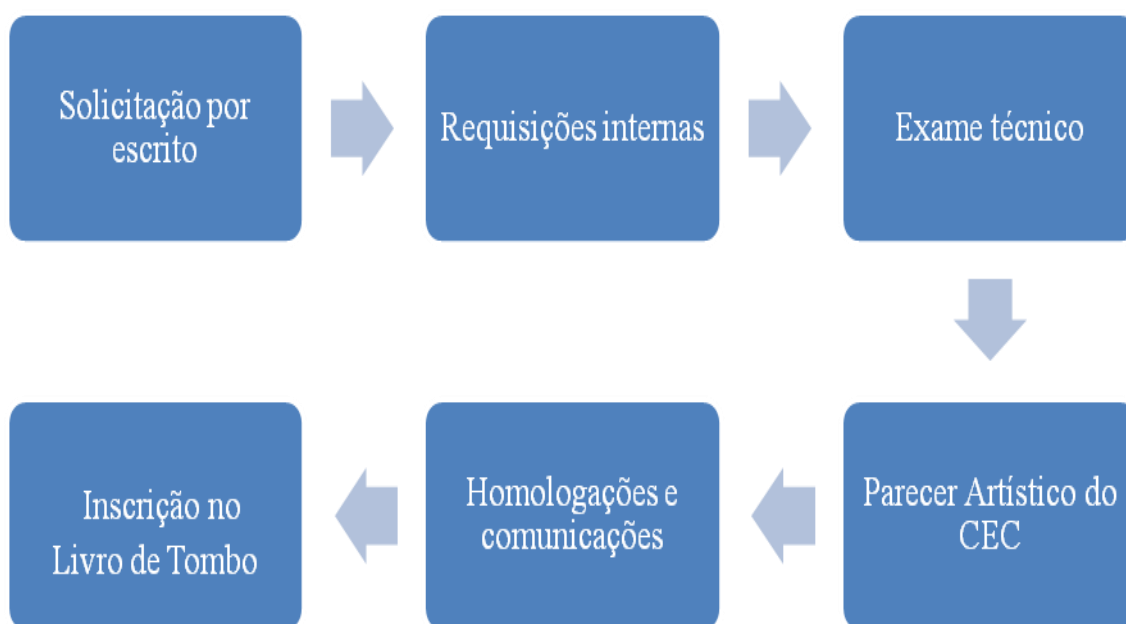 Solicitação por
escrito
Requisições internas
Exame técnico
Parecer Artístico do
CEC
Homologações e
comunicações
Inscrição no
Livro de Tombo